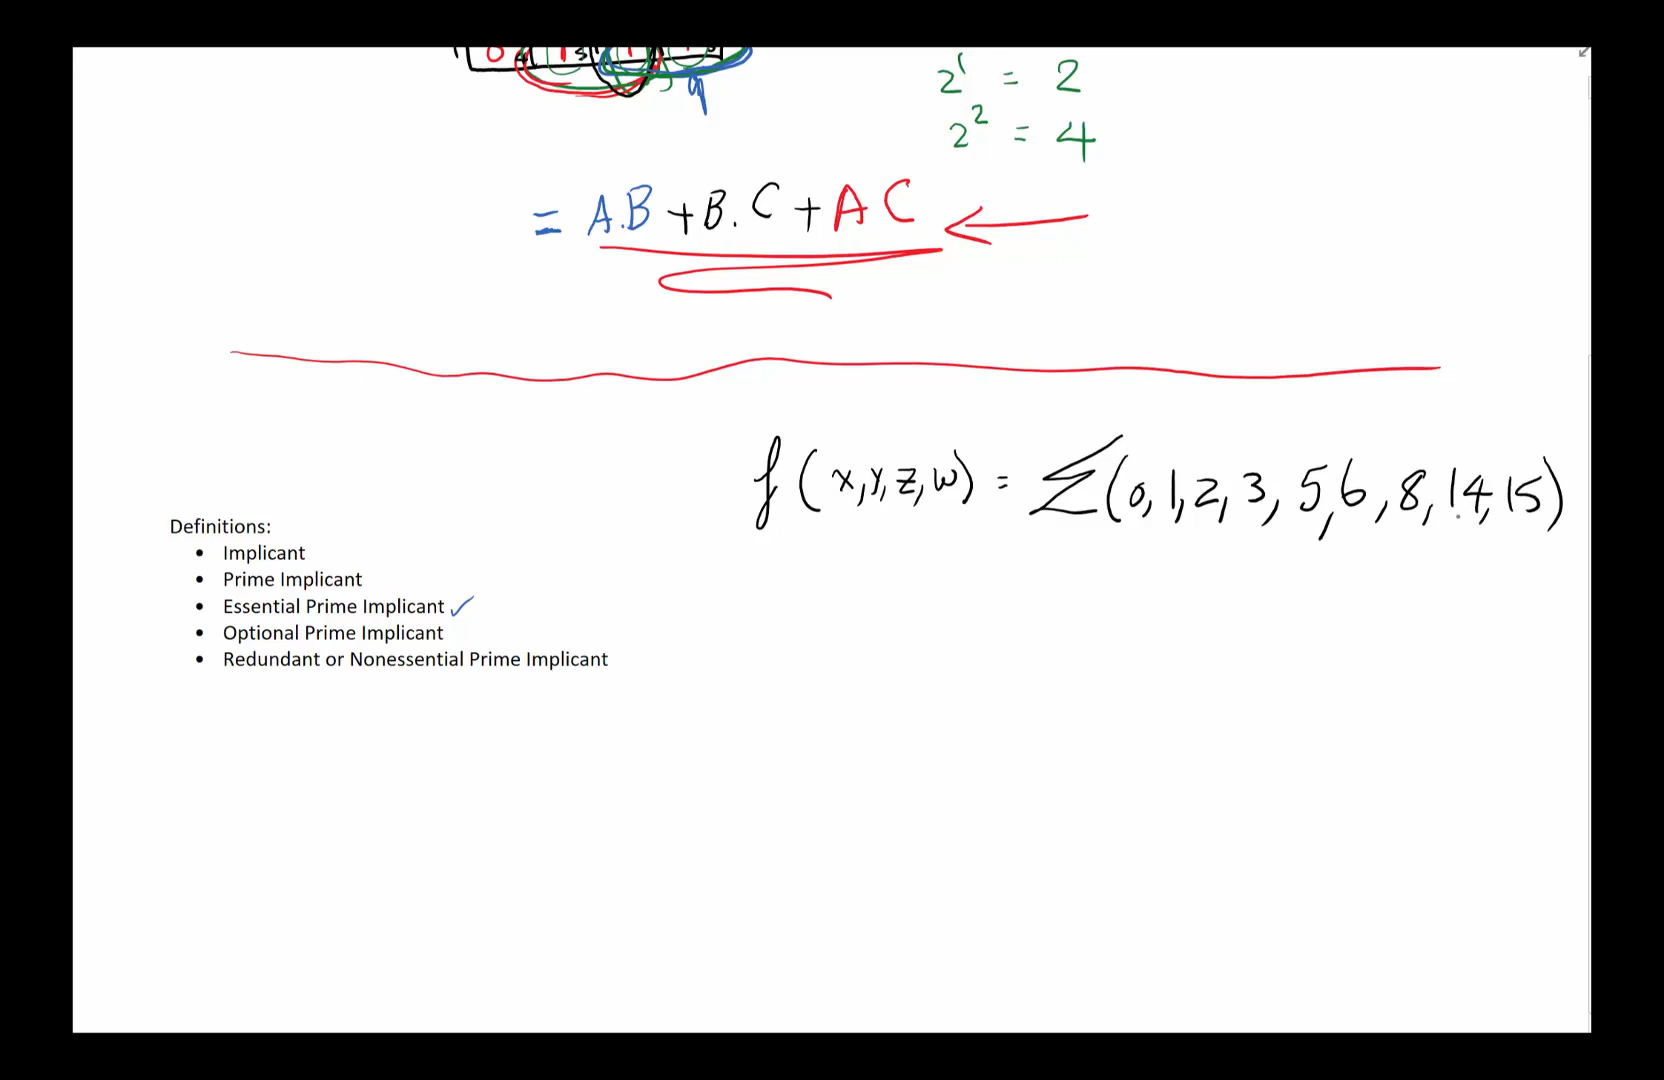 2¹ = 2
2² = 4
= A.B + B.C + A C
f (x,y,z,w) = Σ(0,1,2,3,5,6,8,14,15)
Definitions:
• Implicant
• Prime Implicant
• Essential Prime Implicant ✓
• Optional Prime Implicant
• Redundant or Nonessential Prime Implicant